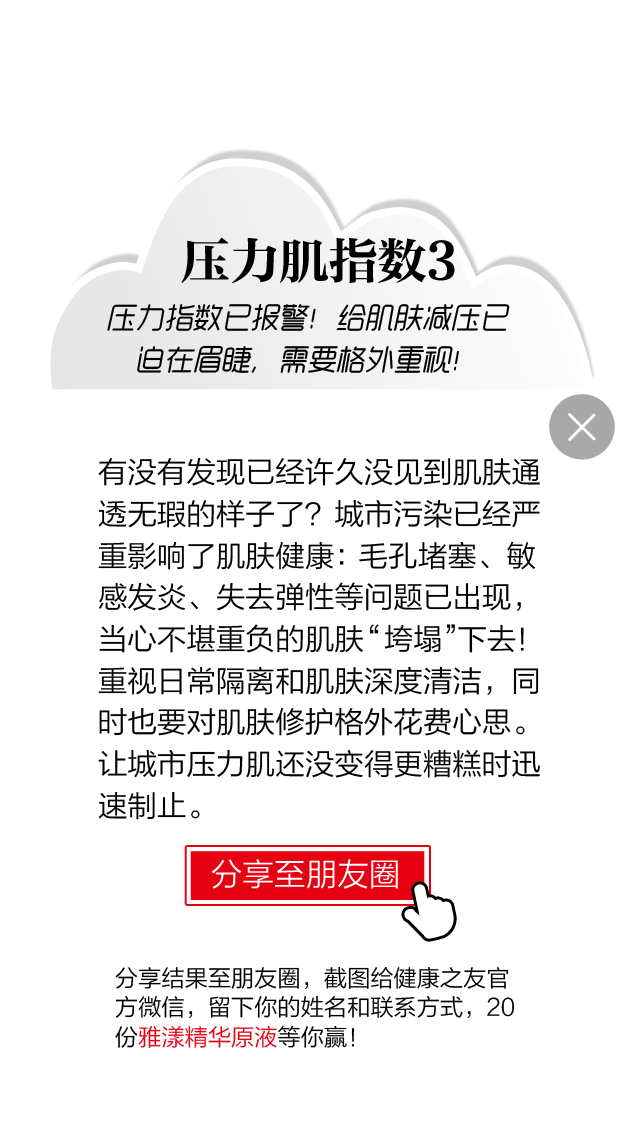 压力肌指数3
压力指数已报警！给肌肤减压已
迫在眉睫，需要格外重视！
有没有发现已经许久没见到肌肤通
透无瑕的样子了？城市污染已经严
重影响了肌肤健康：毛孔堵塞、敏
感发炎、失去弹性等问题已出现，
当心不堪重负的肌肤“垮塌”下去！
重视日常隔离和肌肤深度清洁，同
时也要对肌肤修护格外花费心思。
让城市压力肌还没变得更糟糕时迅
速制止。
分享至朋友圈
分享结果至朋友圈，截图给健康之友官
方微信，留下你的姓名和联系方式，20
份雅漾精华原液等你赢！